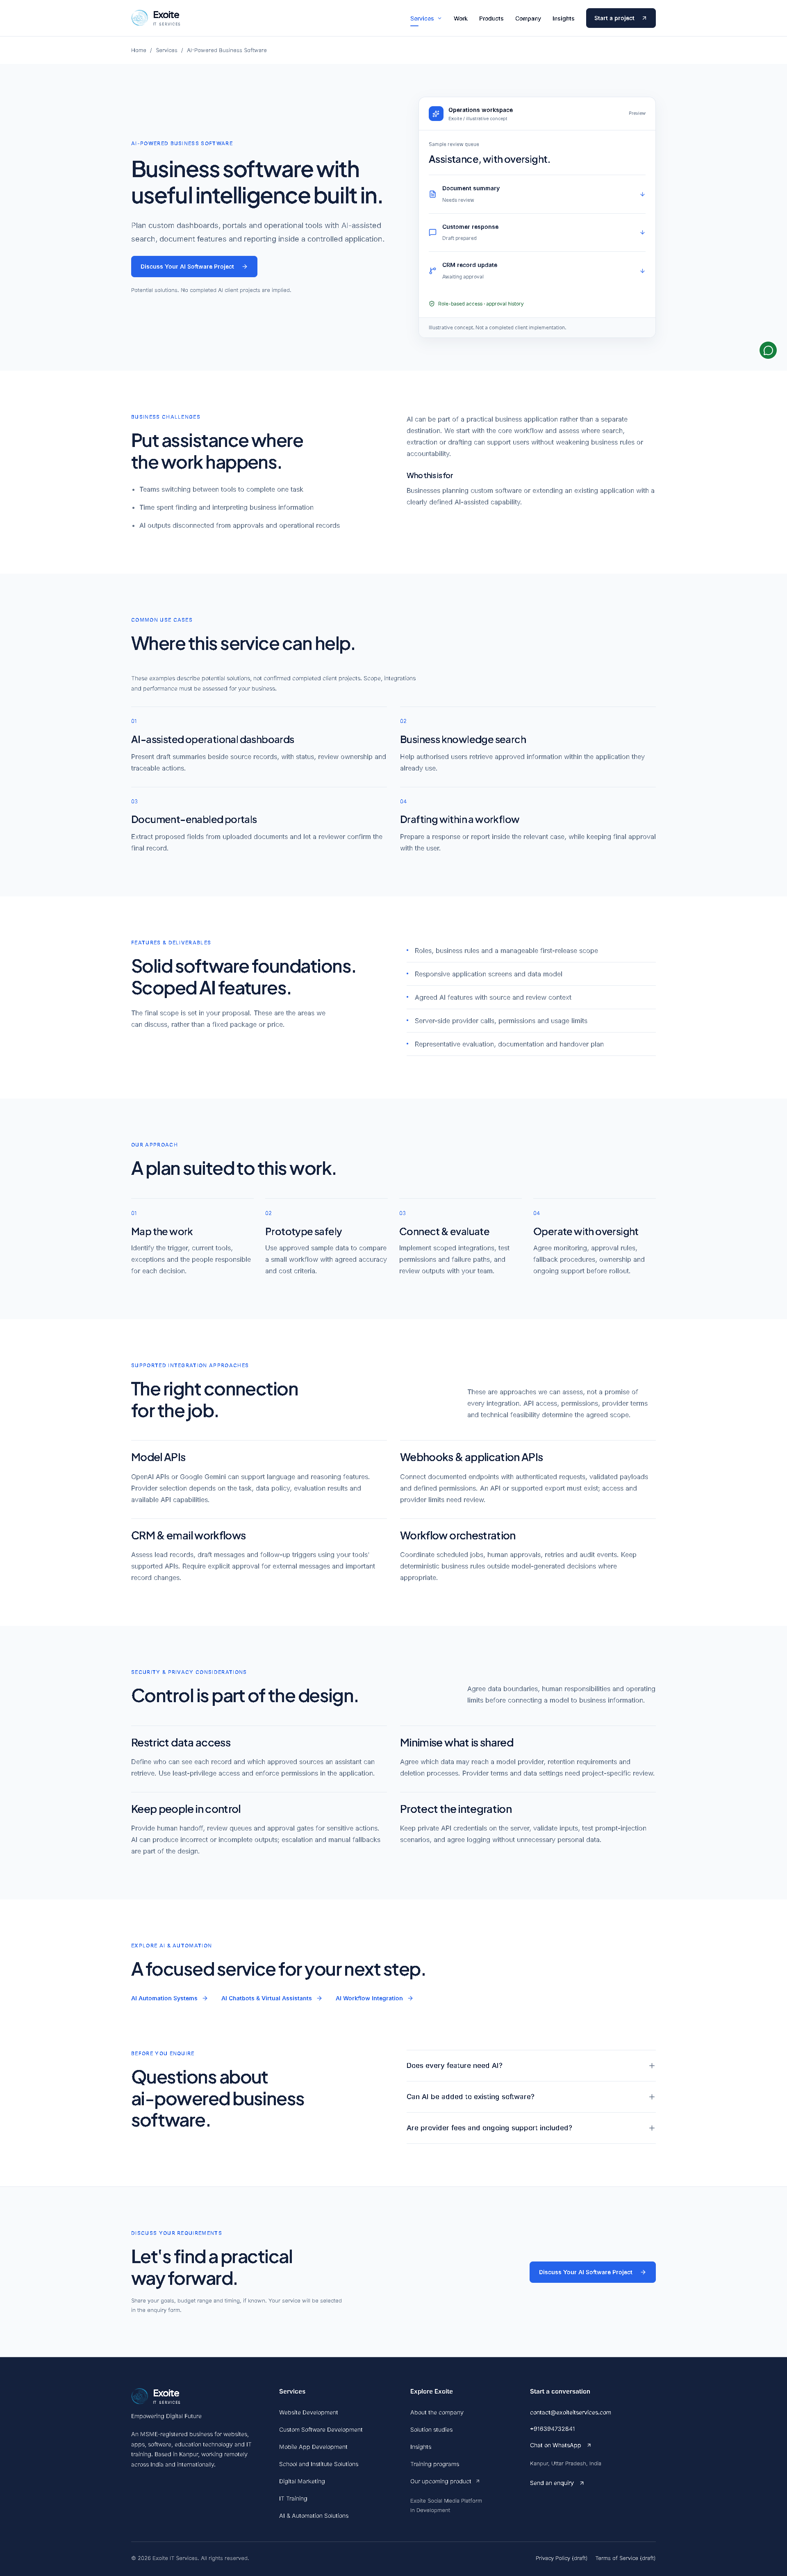 Exoite
IT SERVICES
Services
Work
Products
Company
Insights
Start a project
Home / Services / AI-Powered Business Software
AI-POWERED BUSINESS SOFTWARE
Business software with
useful intelligence built in.
Plan custom dashboards, portals and operational tools with AI-assisted
search, document features and reporting inside a controlled application.
Discuss Your AI Software Project
Potential solutions. No completed AI client projects are implied.
Operations workspace
Exoite / illustrative concept
Preview
Sample review queue
Assistance, with oversight.
Document summary
Needs review
Customer response
Draft prepared
CRM record update
Awaiting approval
Role-based access · approval history
Illustrative concept. Not a completed client implementation.
BUSINESS CHALLENGES
Put assistance where
the work happens.
• Teams switching between tools to complete one task
• Time spent finding and interpreting business information
• AI outputs disconnected from approvals and operational records
AI can be part of a practical business application rather than a separate
destination. We start with the core workflow and assess where search,
extraction or drafting can support users without weakening business rules or
accountability.
Who this is for
Businesses planning custom software or extending an existing application with a
clearly defined AI-assisted capability.
COMMON USE CASES
Where this service can help.
These examples describe potential solutions, not confirmed completed client projects. Scope, integrations
and performance must be assessed for your business.
01
AI-assisted operational dashboards
Present draft summaries beside source records, with status, review ownership and
traceable actions.
02
Business knowledge search
Help authorised users retrieve approved information within the application they
already use.
03
Document-enabled portals
Extract proposed fields from uploaded documents and let a reviewer confirm the
final record.
04
Drafting within a workflow
Prepare a response or report inside the relevant case, while keeping final approval
with the user.
FEATURES & DELIVERABLES
Solid software foundations.
Scoped AI features.
The final scope is set in your proposal. These are the areas we
can discuss, rather than a fixed package or price.
• Roles, business rules and a manageable first-release scope
• Responsive application screens and data model
• Agreed AI features with source and review context
• Server-side provider calls, permissions and usage limits
• Representative evaluation, documentation and handover plan
OUR APPROACH
A plan suited to this work.
01
Map the work
Identify the trigger, current tools,
exceptions and the people responsible
for each decision.
02
Prototype safely
Use approved sample data to compare
a small workflow with agreed accuracy
and cost criteria.
03
Connect & evaluate
Implement scoped integrations, test
permissions and failure paths, and
review outputs with your team.
04
Operate with oversight
Agree monitoring, approval rules,
fallback procedures, ownership and
ongoing support before rollout.
SUPPORTED INTEGRATION APPROACHES
The right connection
for the job.
These are approaches we can assess, not a promise of
every integration. API access, permissions, provider terms
and technical feasibility determine the agreed scope.
Model APIs
OpenAI APIs or Google Gemini can support language and reasoning features.
Provider selection depends on the task, data policy, evaluation results and
available API capabilities.
Webhooks & application APIs
Connect documented endpoints with authenticated requests, validated payloads
and defined permissions. An API or supported export must exist; access and
provider limits need review.
CRM & email workflows
Assess lead records, draft messages and follow-up triggers using your tools'
supported APIs. Require explicit approval for external messages and important
record changes.
Workflow orchestration
Coordinate scheduled jobs, human approvals, retries and audit events. Keep
deterministic business rules outside model-generated decisions where
appropriate.
SECURITY & PRIVACY CONSIDERATIONS
Control is part of the design.
Agree data boundaries, human responsibilities and operating
limits before connecting a model to business information.
Restrict data access
Define who can see each record and which approved sources an assistant can
retrieve. Use least-privilege access and enforce permissions in the application.
Minimise what is shared
Agree which data may reach a model provider, retention requirements and
deletion processes. Provider terms and data settings need project-specific review.
Keep people in control
Provide human handoff, review queues and approval gates for sensitive actions.
AI can produce incorrect or incomplete outputs; escalation and manual fallbacks
are part of the design.
Protect the integration
Keep private API credentials on the server, validate inputs, test prompt-injection
scenarios, and agree logging without unnecessary personal data.
EXPLORE AI & AUTOMATION
A focused service for your next step.
AI Automation Systems
AI Chatbots & Virtual Assistants
AI Workflow Integration
BEFORE YOU ENQUIRE
Questions about
ai-powered business
software.
Does every feature need AI?
Can AI be added to existing software?
Are provider fees and ongoing support included?
DISCUSS YOUR REQUIREMENTS
Let's find a practical
way forward.
Share your goals, budget range and timing, if known. Your service will be selected
in the enquiry form.
Discuss Your AI Software Project
Exoite
IT SERVICES
Empowering Digital Future
An MSME-registered business for websites,
apps, software, education technology and IT
training. Based in Kanpur, working remotely
across India and internationally.
Services
Website Development
Custom Software Development
Mobile App Development
School and Institute Solutions
Digital Marketing
IT Training
AI & Automation Solutions
Explore Exoite
About the company
Solution studies
Insights
Training programs
Our upcoming product
Exoite Social Media Platform
In Development
Start a conversation
contact@exoiteitservices.com
+916394732841
Chat on WhatsApp
Kanpur, Uttar Pradesh, India
Send an enquiry
© 2026 Exoite IT Services. All rights reserved.
Privacy Policy (draft)
Terms of Service (draft)